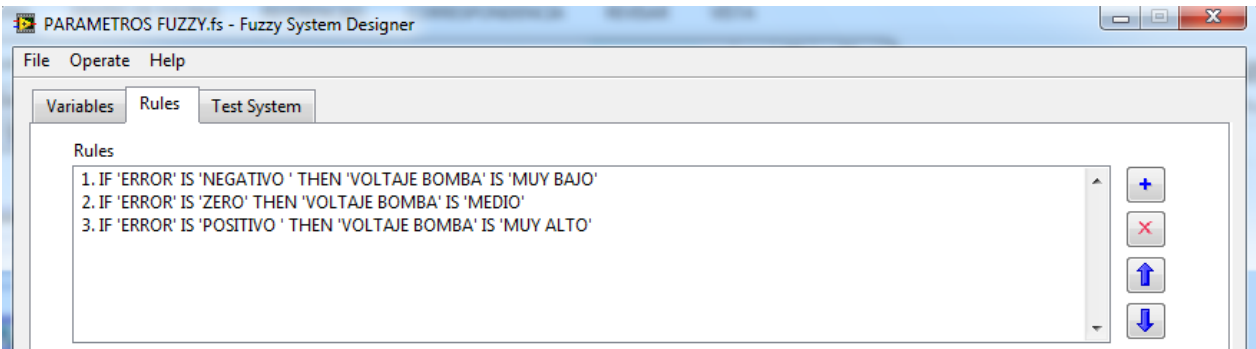 PARAMETROS FUZZY.fs - Fuzzy System Designer
File Operate Help
Variables Rules Test System
Rules
1. IF 'ERROR' IS 'NEGATIVO ' THEN 'VOLTAJE BOMBA' IS 'MUY BAJO'
2. IF 'ERROR' IS 'ZERO' THEN 'VOLTAJE BOMBA' IS 'MEDIO'
3. IF 'ERROR' IS 'POSITIVO ' THEN 'VOLTAJE BOMBA' IS 'MUY ALTO'